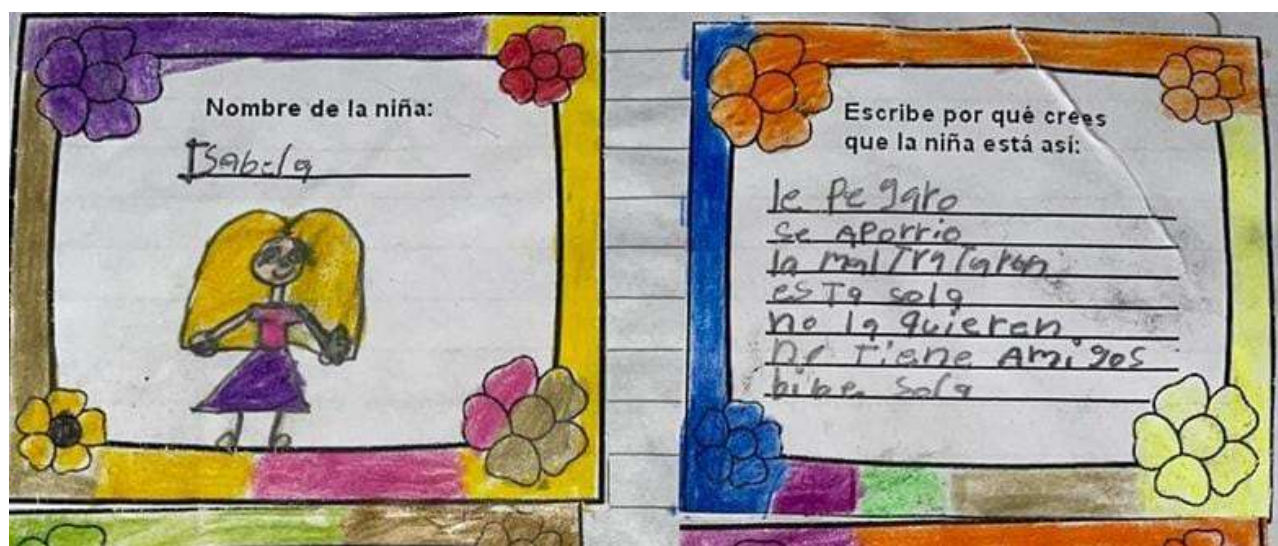 Nombre de la niña:
Isabela
Escribe por qué crees
que la niña está así:
le pegaro
se aporrio
la maltrataron
esta sola
no la quieren
no tiene Amigos
bibe sola